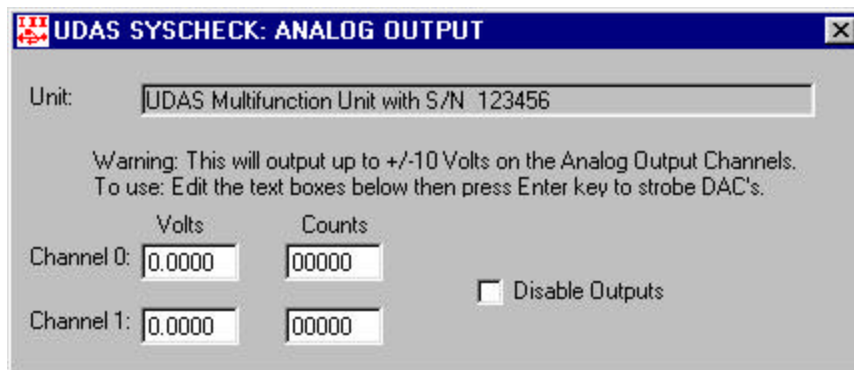 UDAS SYSCHECK: ANALOG OUTPUT
Unit: UDAS Multifunction Unit with S/N 123456
Warning: This will output up to +/-10 Volts on the Analog Output Channels.
To use: Edit the text boxes below then press Enter key to strobe DAC's.
Volts Counts
Channel 0: 0.0000 00000
Disable Outputs
Channel 1: 0.0000 00000